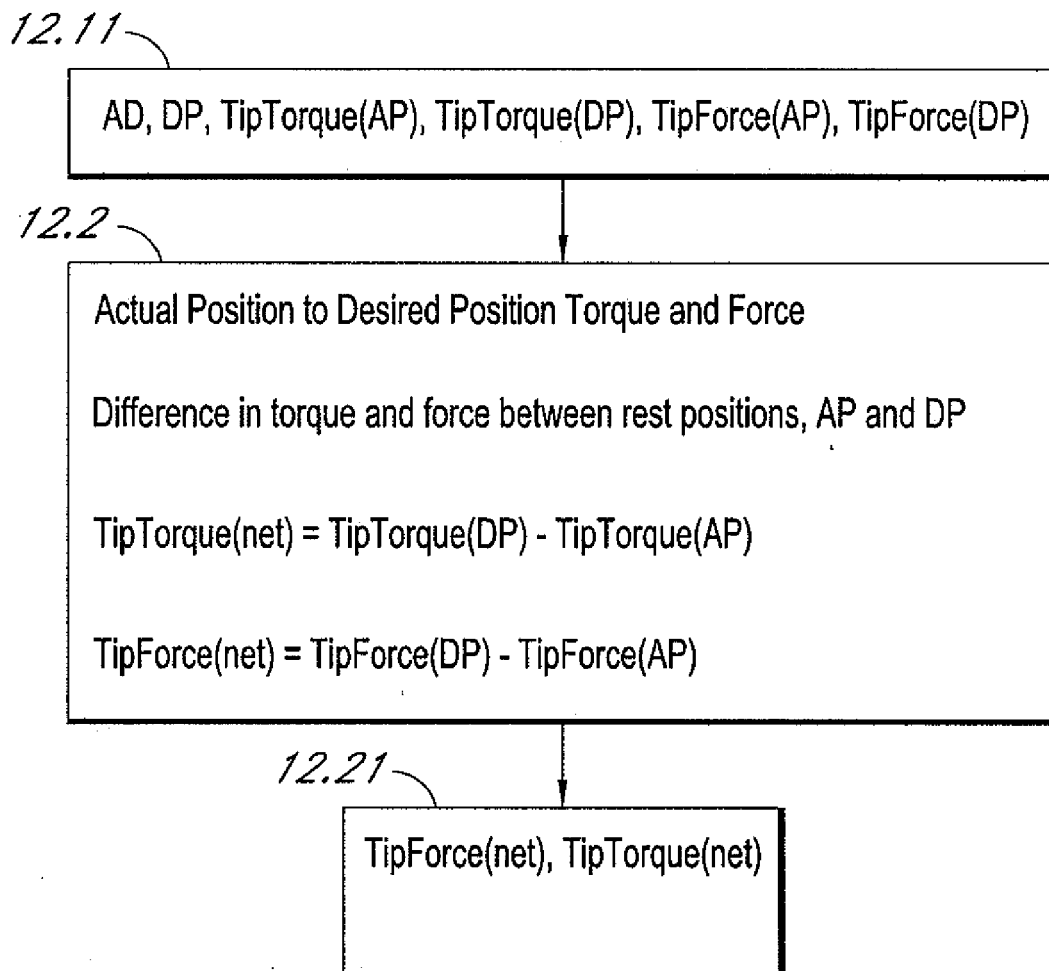 12.11
AD, DP, TipTorque(AP), TipTorque(DP), TipForce(AP), TipForce(DP)
12.2
Actual Position to Desired Position Torque and Force
Difference in torque and force between rest positions, AP and DP
TipTorque(net) = TipTorque(DP) - TipTorque(AP)
TipForce(net) = TipForce(DP) - TipForce(AP)
12.21
TipForce(net), TipTorque(net)